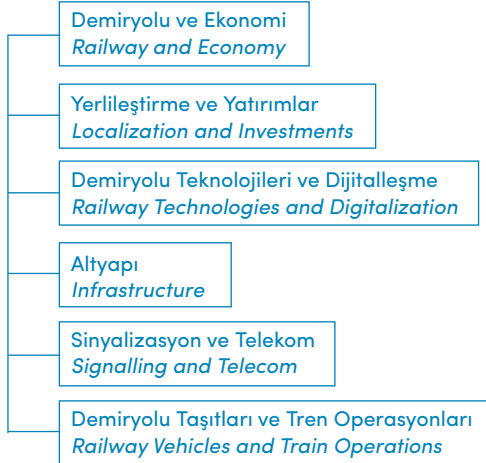 Demiryolu ve Ekonomi
Railway and Economy
Yerlileştirme ve Yatırımlar
Localization and Investments
Demiryolu Teknolojileri ve Dijitalleşme
Railway Technologies and Digitalization
Altyapı
Infrastructure
Sinyalizasyon ve Telekom
Signalling and Telecom
Demiryolu Taşıtları ve Tren Operasyonları
Railway Vehicles and Train Operations